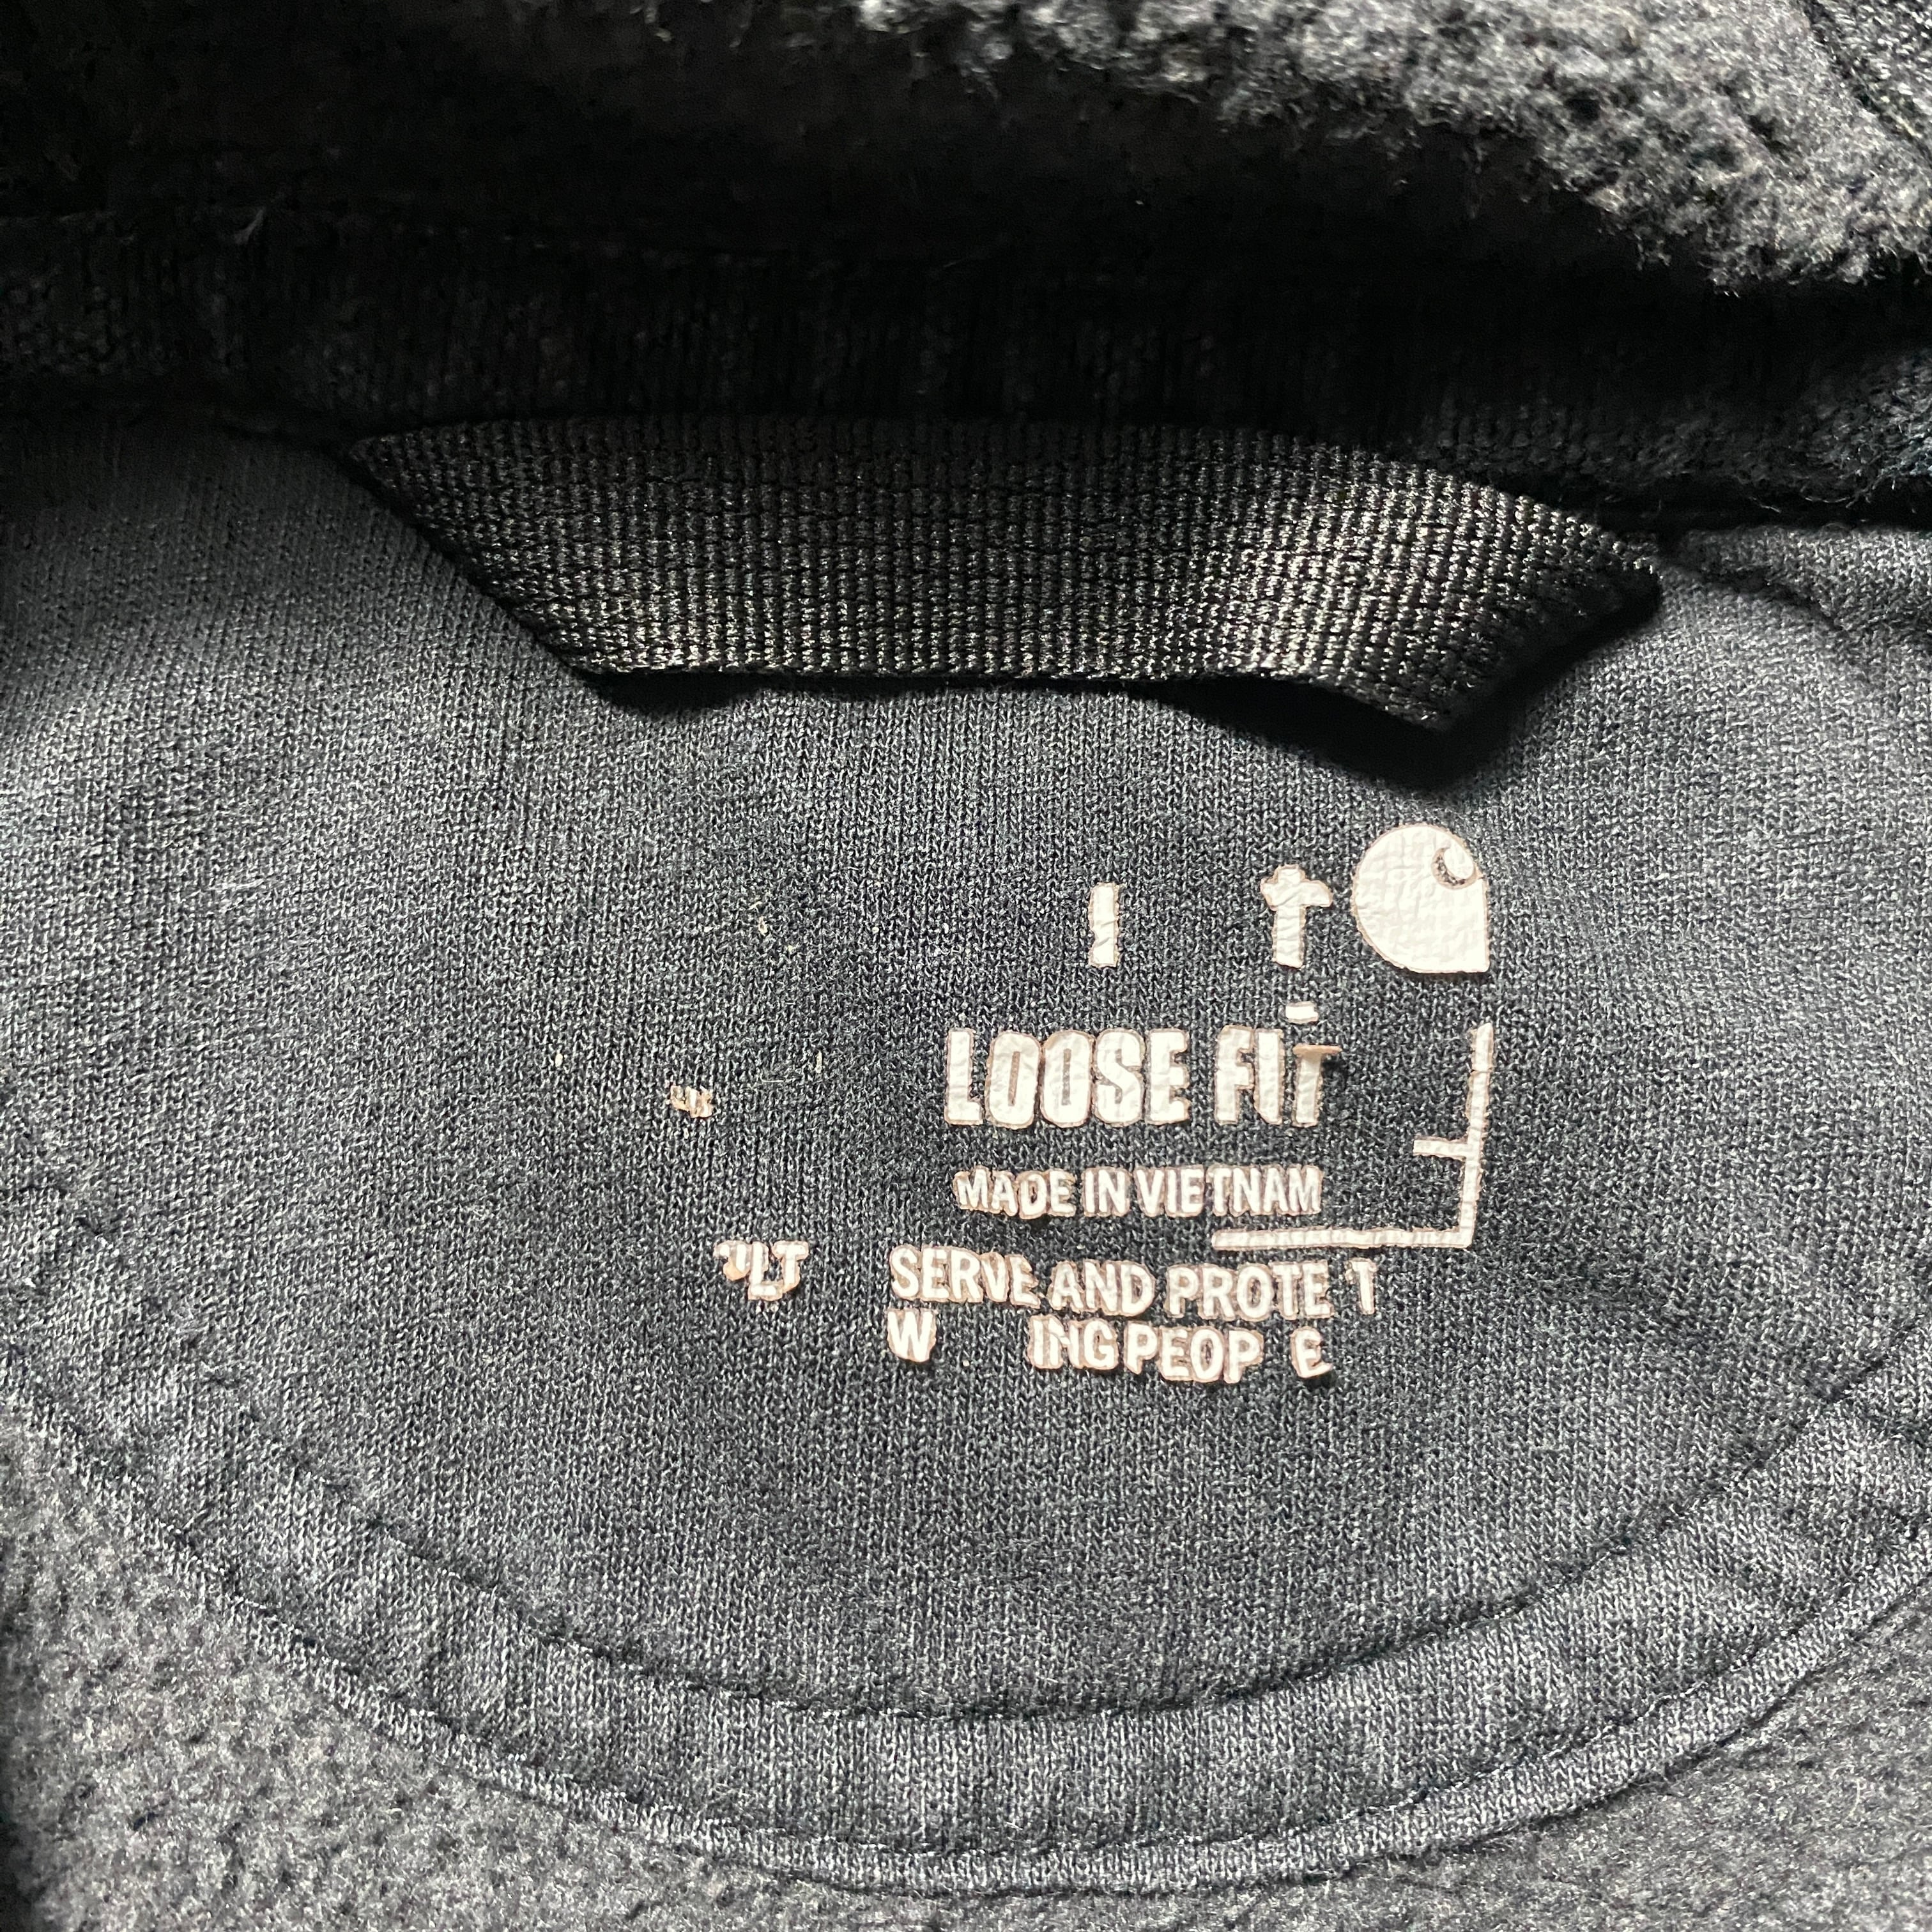 LOOSE FIT
MADE IN VIETNAM
SERVE AND PROTE T
W ING PEOP E